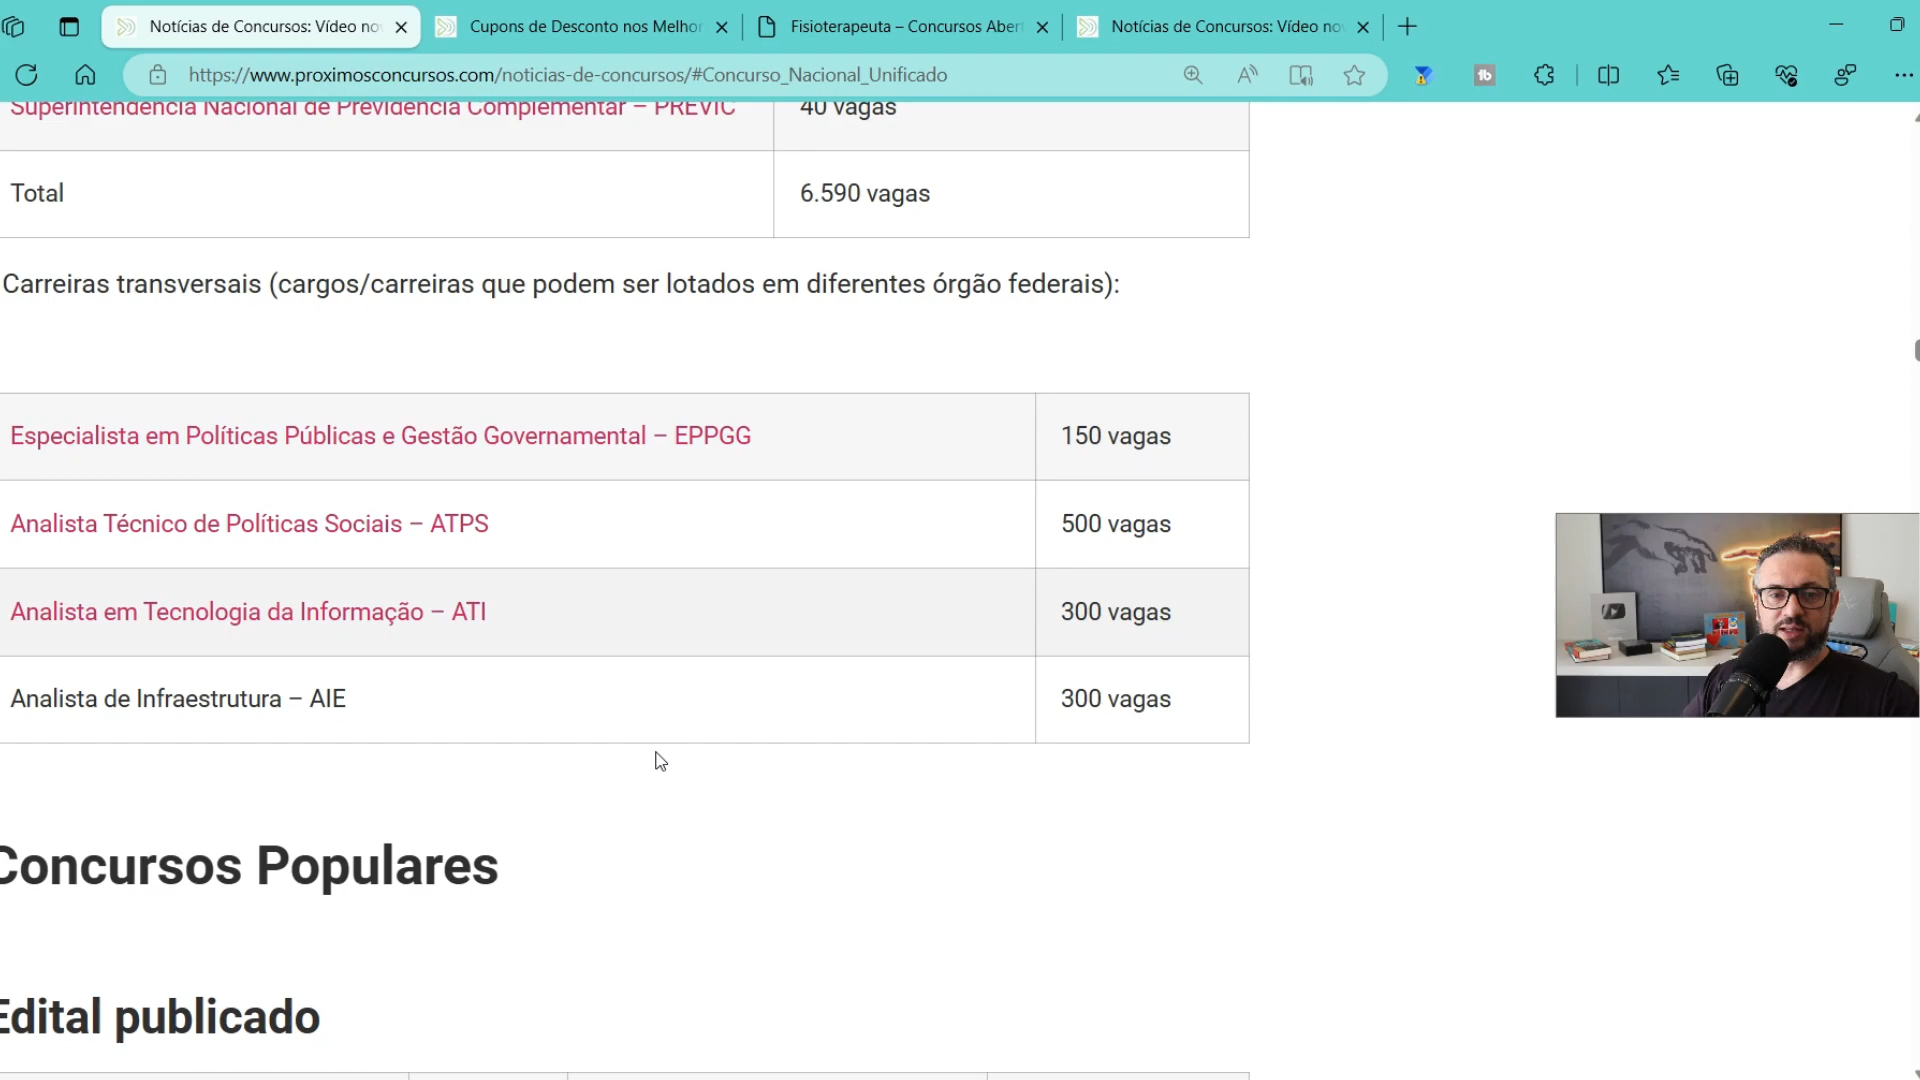 Notícias de Concursos: Vídeo no
Cupons de Desconto nos Melhor
Fisioterapeuta – Concursos Aber
Notícias de Concursos: Vídeo no
https://www.proximosconcursos.com/noticias-de-concursos/#Concurso_Nacional_Unificado
Superintendência Nacional de Previdência Complementar – PREVIC 40 vagas
Total 6.590 vagas
Carreiras transversais (cargos/carreiras que podem ser lotados em diferentes órgão federais):
Especialista em Políticas Públicas e Gestão Governamental – EPPGG 150 vagas
Analista Técnico de Políticas Sociais – ATPS 500 vagas
Analista em Tecnologia da Informação – ATI 300 vagas
Analista de Infraestrutura – AIE 300 vagas
Concursos Populares
Edital publicado